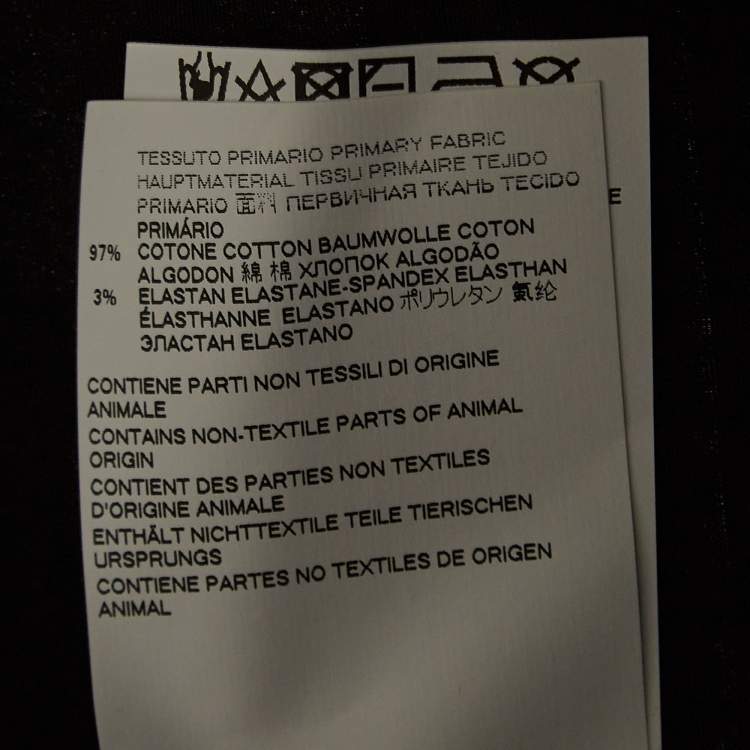 TESSUTO PRIMARIO PRIMARY FABRIC
HAUPTMATERIAL TISSU PRIMAIRE TEJIDO
PRIMARIO 面料 ПЕРВИЧНАЯ ТКАНЬ TECIDO
PRIMÁRIO
97% COTONE COTTON BAUMWOLLE COTON
ALGODON 綿 棉 ХЛОПОК ALGODÃO
3% ELASTAN ELASTANE-SPANDEX ELASTHAN
ÉLASTHANNE ELASTANO ポリウレタン 氨纶
ЭЛАСТАН ELASTANO
CONTIENE PARTI NON TESSILI DI ORIGINE
ANIMALE
CONTAINS NON-TEXTILE PARTS OF ANIMAL
ORIGIN
CONTIENT DES PARTIES NON TEXTILES
D'ORIGINE ANIMALE
ENTHÄLT NICHTTEXTILE TEILE TIERISCHEN
URSPRUNGS
CONTIENE PARTES NO TEXTILES DE ORIGEN
ANIMAL
E